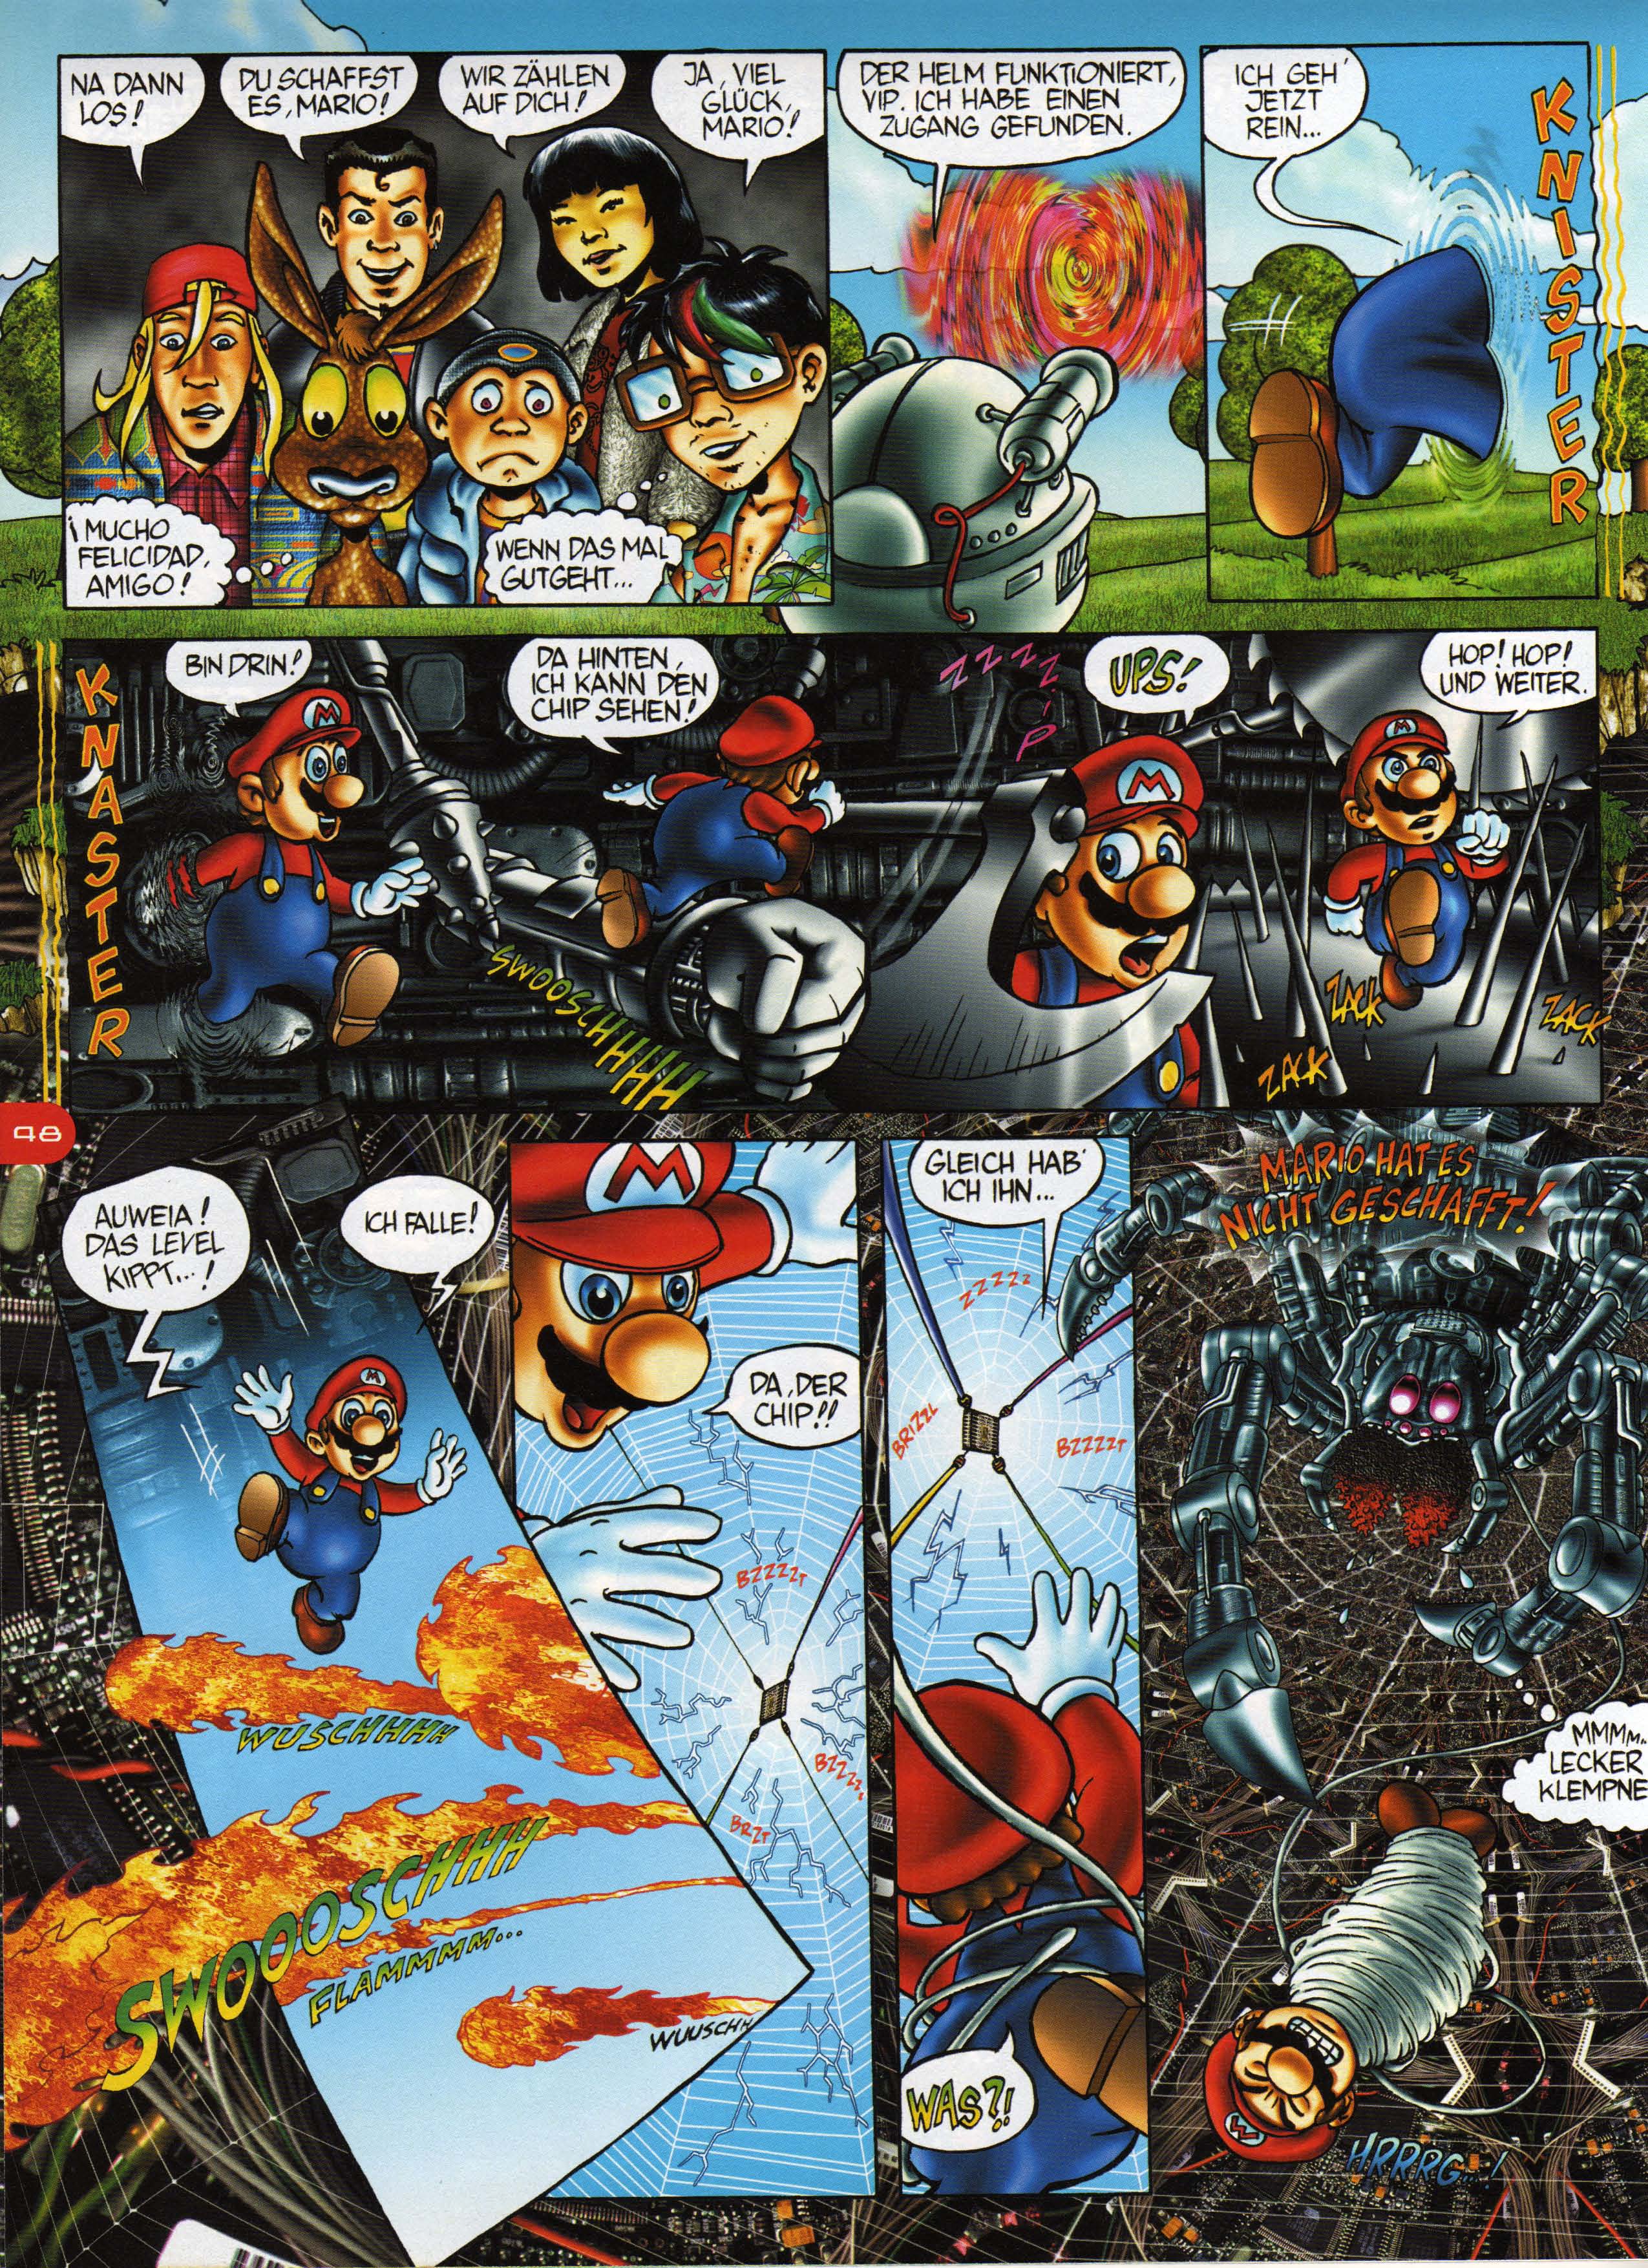 NA DANN
LOS!
DU SCHAFFST
ES, MARIO!
WIR ZÄHLEN
AUF DICH!
JA, VIEL
GLÜCK,
MARIO!
¡MUCHO
FELICIDAD,
AMIGO!
WENN DAS MAL
GUTGEHT...
DER HELM FUNKTIONIERT,
VIP. ICH HABE EINEN
ZUGANG GEFUNDEN.
ICH GEH'
JETZT
REIN...
KNISTER
KNASTER
BIN DRIN!
M
DA HINTEN,
ICH KANN DEN
CHIP SEHEN!
SWOOSCHHHHH
ZZZZIP
UPS!
M
HOP! HOP!
UND WEITER.
M
ZACK
ZACK
ZACK
48
AUWEIA!
DAS LEVEL
KIPPT...!
ICH FALLE!
M
WUSCHHHHH
SWOOOSCHHH
FLAMMMM...
WUUSCHH
M
DA, DER
CHIP!!
BZZZZT
BZZZZ
BRZT
GLEICH HAB'
ICH IHN...
ZZZZZ
BRIZZL
BZZZZT
WAS?!
MARIO HAT ES
NICHT GESCHAFFT!
MMMM..
LECKER
KLEMPNE
M
HRRRG...!